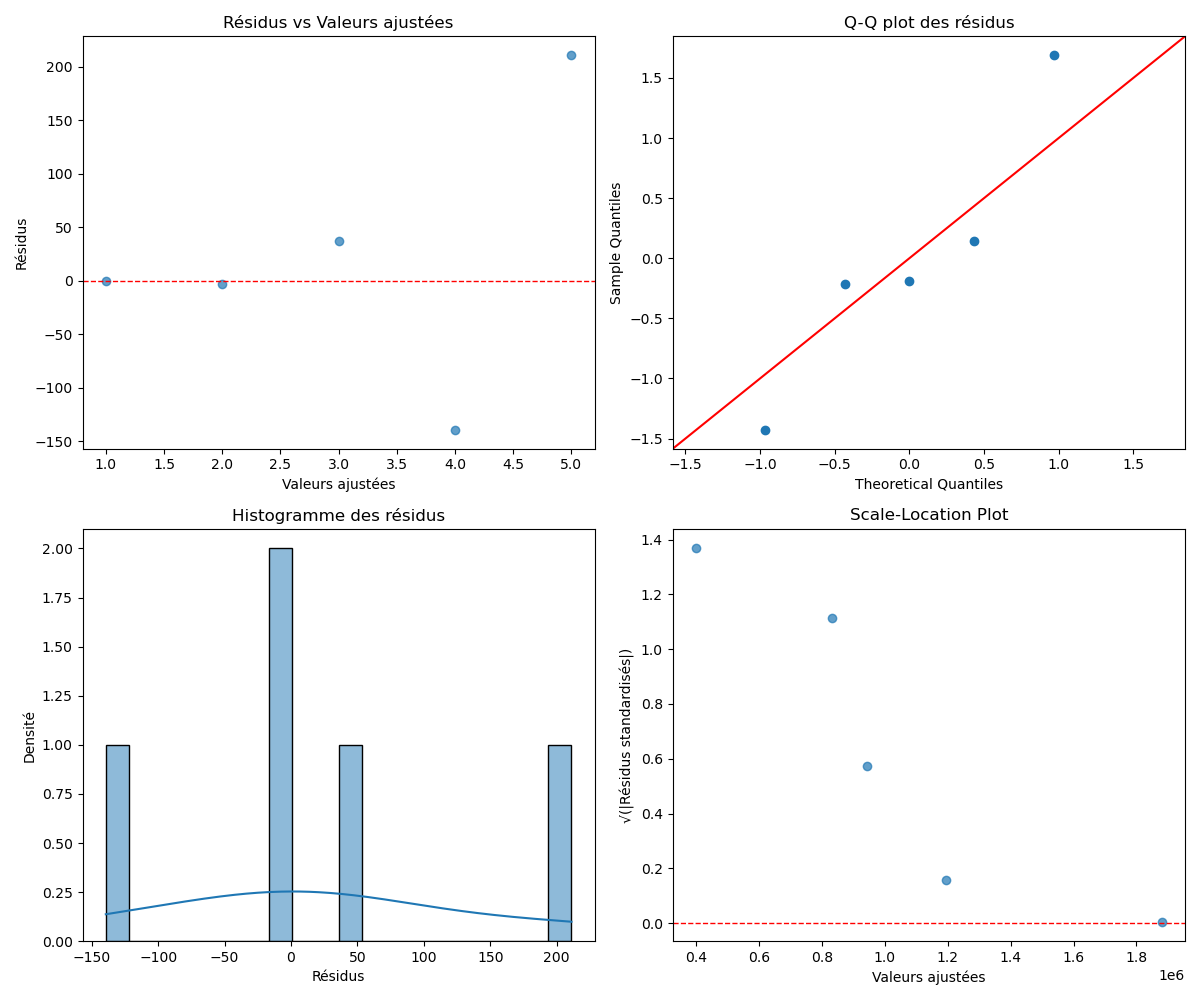 Résidus vs Valeurs ajustées
200
150
100
50
0
−50
−100
−150
Résidus
1.0 1.5 2.0 2.5 3.0 3.5 4.0 4.5 5.0
Valeurs ajustées
Q-Q plot des résidus
1.5
1.0
0.5
0.0
−0.5
−1.0
−1.5
Sample Quantiles
−1.5 −1.0 −0.5 0.0 0.5 1.0 1.5
Theoretical Quantiles
Histogramme des résidus
2.00
1.75
1.50
1.25
1.00
0.75
0.50
0.25
0.00
Densité
−150 −100 −50 0 50 100 150 200
Résidus
Scale-Location Plot
1.4
1.2
1.0
0.8
0.6
0.4
0.2
0.0
√(|Résidus standardisés|)
0.4 0.6 0.8 1.0 1.2 1.4 1.6 1.8
1e6
Valeurs ajustées